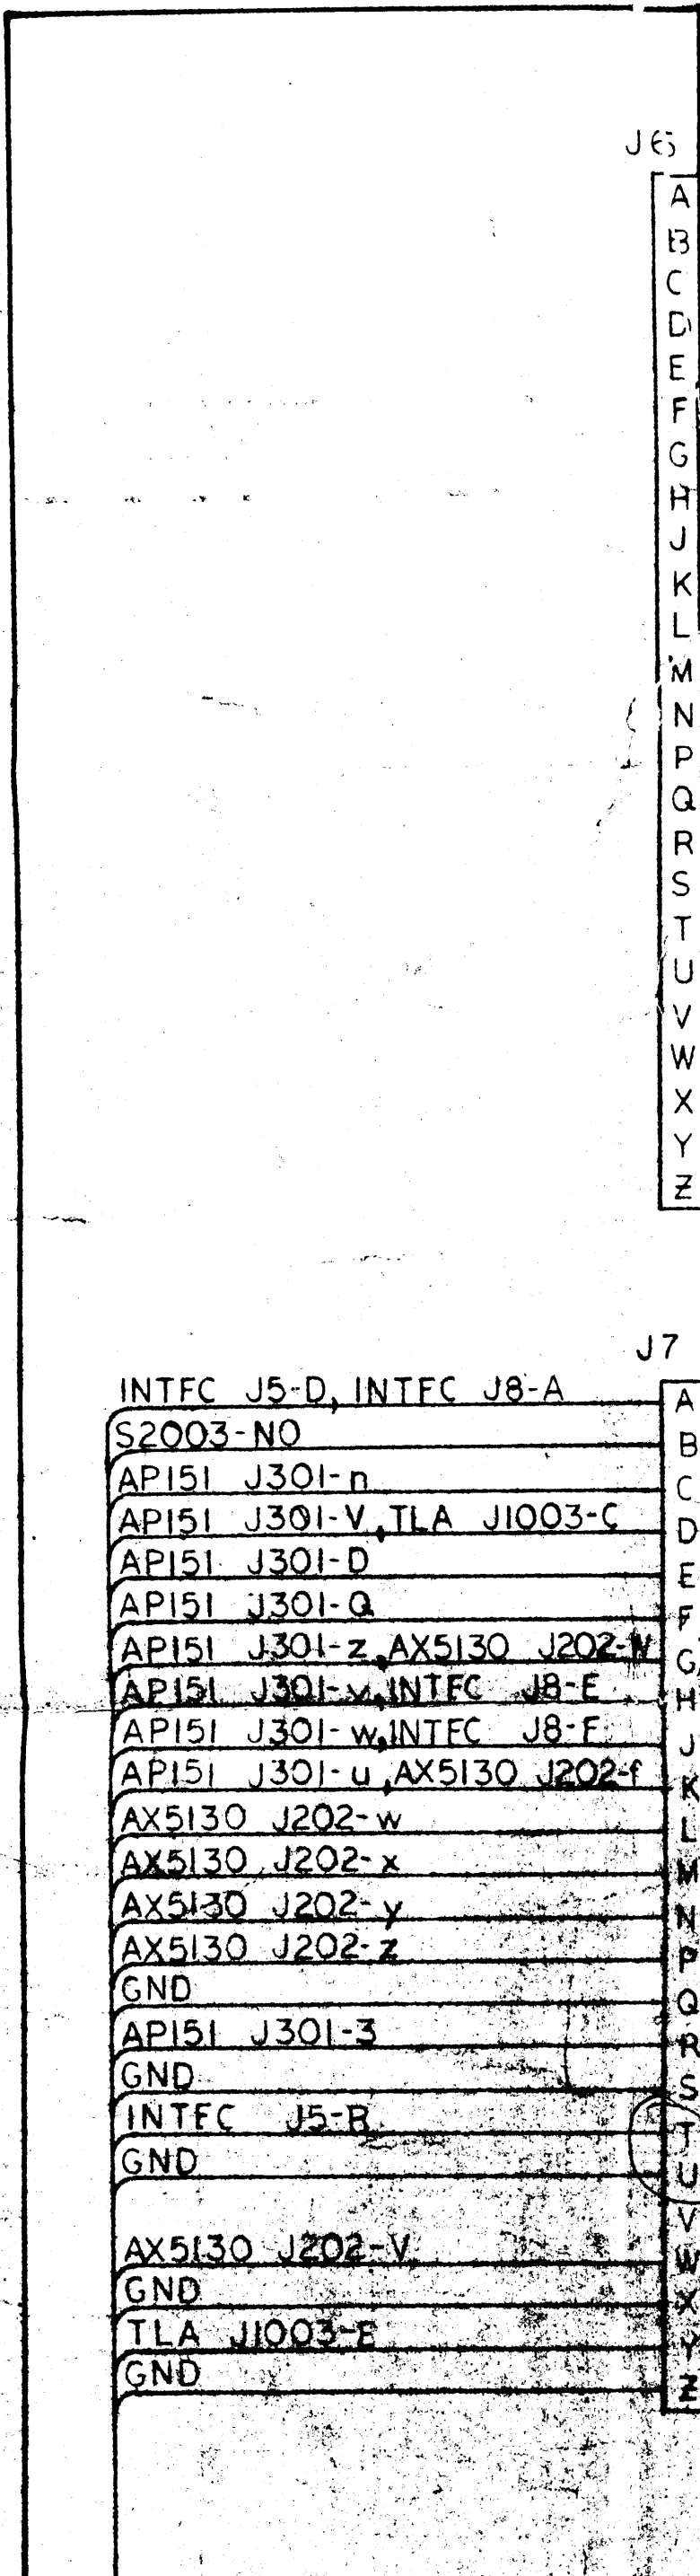 J6
A
B
C
D
E
F
G
H
J
K
L
M
N
P
Q
R
S
T
U
V
W
X
Y
Z
J7
INTFC J5-D, INTFC J8-A A
S2003-NO B
AP151 J301-n C
AP151 J301-V, TLA J1003-C D
AP151 J301-D E
AP151 J301-Q F
AP151 J301-z, AX5130 J202-W G
AP151 J301-v, INTFC J8-E H
AP151 J301-w, INTFC J8-F J
AP151 J301-u, AX5130 J202-f K
AX5130 J202-w L
AX5130 J202-x M
AX5130 J202-y N
AX5130 J202-z P
GND Q
AP151 J301-3 R
GND S
INTFC J5-R T
GND U
V
AX5130 J202-V W
GND X
TLA J1003-E Y
GND Z